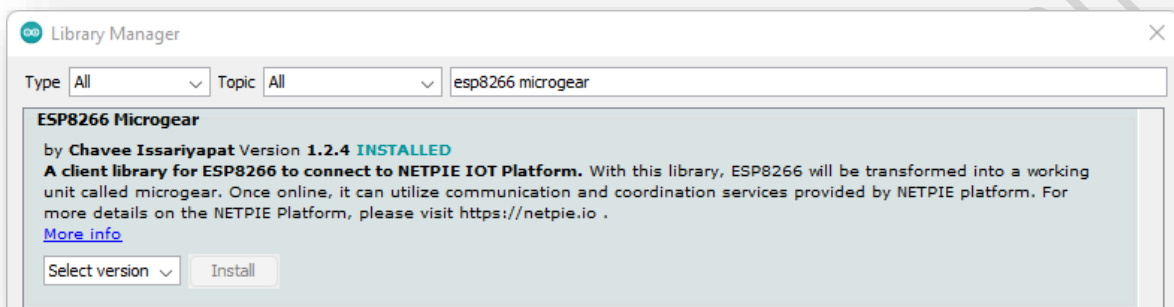 Library Manager
Type All Topic All esp8266 microgear
ESP8266 Microgear
by Chavee Issariyapat Version 1.2.4 INSTALLED
A client library for ESP8266 to connect to NETPIE IOT Platform. With this library, ESP8266 will be transformed into a working
unit called microgear. Once online, it can utilize communication and coordination services provided by NETPIE platform. For
more details on the NETPIE Platform, please visit https://netpie.io .
More info
Select version Install